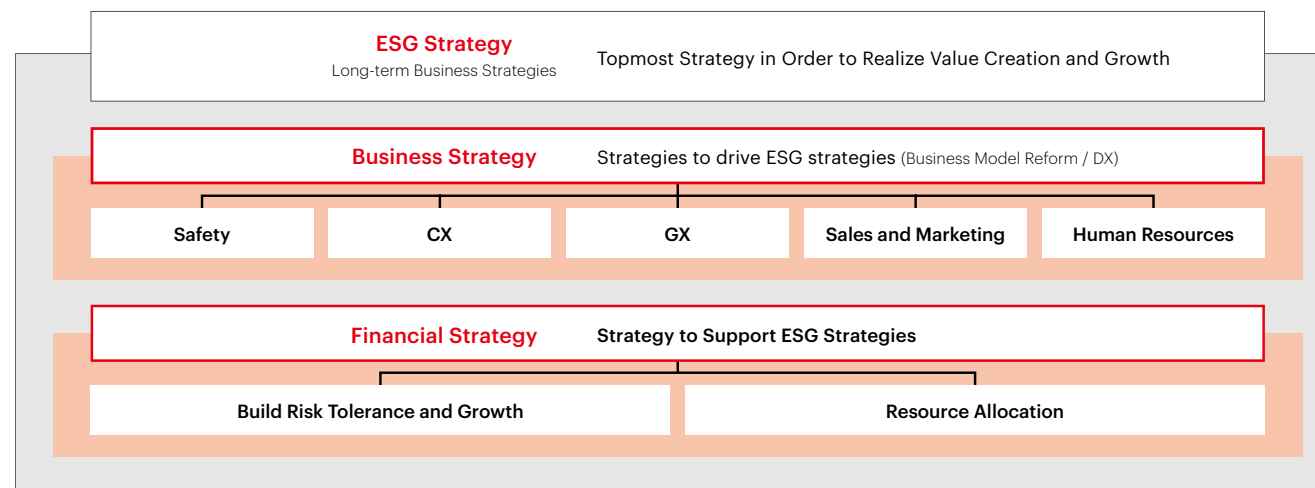 ESG Strategy
Long-term Business Strategies
Topmost Strategy in Order to Realize Value Creation and Growth
Business Strategy
Strategies to drive ESG strategies (Business Model Reform / DX)
Safety
CX
GX
Sales and Marketing
Human Resources
Financial Strategy
Strategy to Support ESG Strategies
Build Risk Tolerance and Growth
Resource Allocation